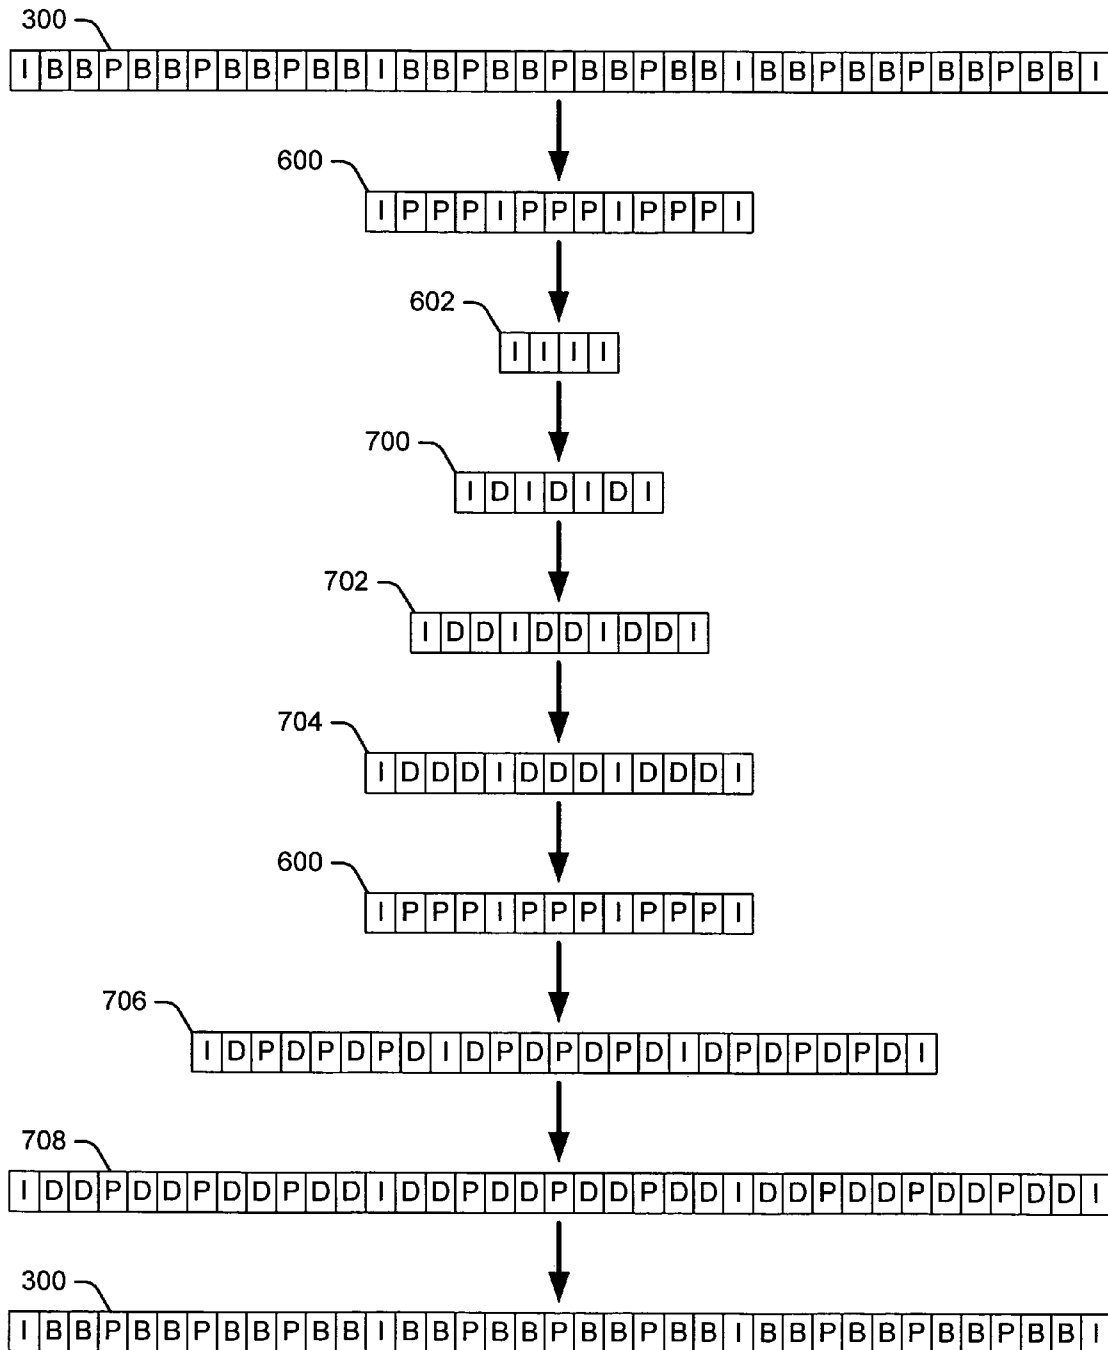 300
I B B P B B P B B P B B I B B P B B P B B P B B I B B P B B P B B P B B I
600
I P P P I P P P I P P P I
602
I I I I
700
I D I D I D I
702
I D D I D D I D D I
704
I D D D I D D D I D D D I
600
I P P P I P P P I P P P I
706
I D P D P D P D I D P D P D P D I D P D P D P D I
708
I D D P D D P D D P D D I D D P D D P D D P D D I D D P D D P D D P D D I
300
I B B P B B P B B P B B I B B P B B P B B P B B I B B P B B P B B P B B I